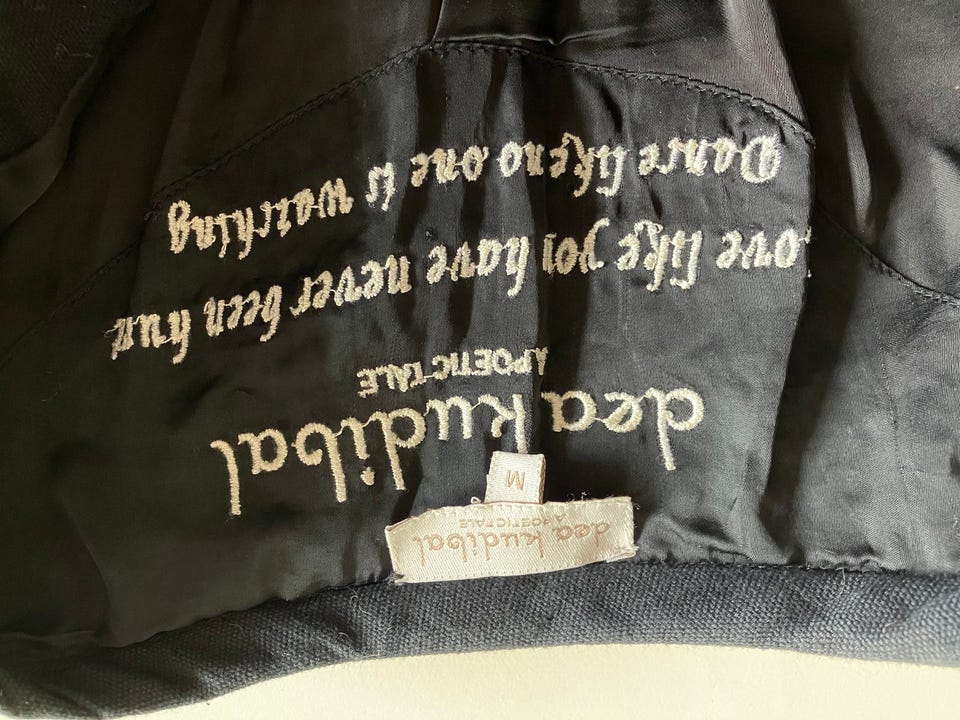 dea kudibal
A POETIC TALE
M
dea kudibal
A POETIC TALE
ove like you have never been hurt
Dance like no one is watching